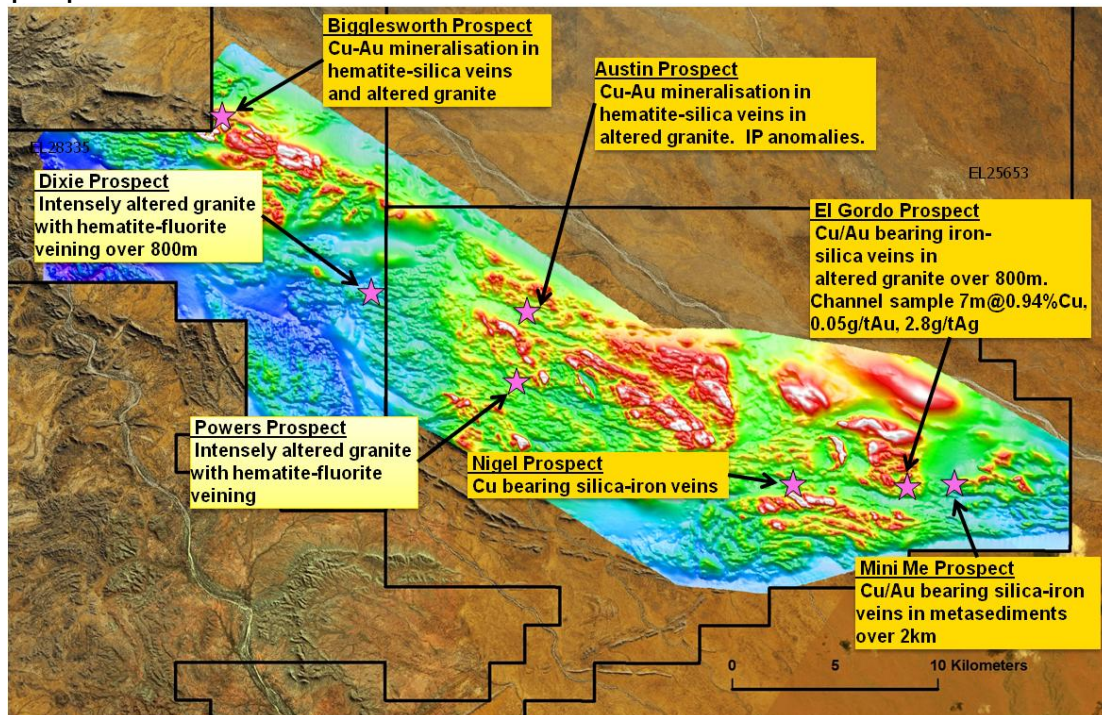 Bigglesworth Prospect
Cu-Au mineralisation in
hematite-silica veins
and altered granite
Austin Prospect
Cu-Au mineralisation in
hematite-silica veins in
altered granite. IP anomalies.
EL28335
EL25653
Dixie Prospect
Intensely altered granite
with hematite-fluorite
veining over 800m
El Gordo Prospect
Cu/Au bearing iron-
silica veins in
altered granite over 800m.
Channel sample 7m@0.94%Cu,
0.05g/tAu, 2.8g/tAg
Powers Prospect
Intensely altered granite
with hematite-fluorite
veining
Nigel Prospect
Cu bearing silica-iron veins
Mini Me Prospect
Cu/Au bearing silica-iron
veins in metasediments
over 2km
0 5 10 Kilometers